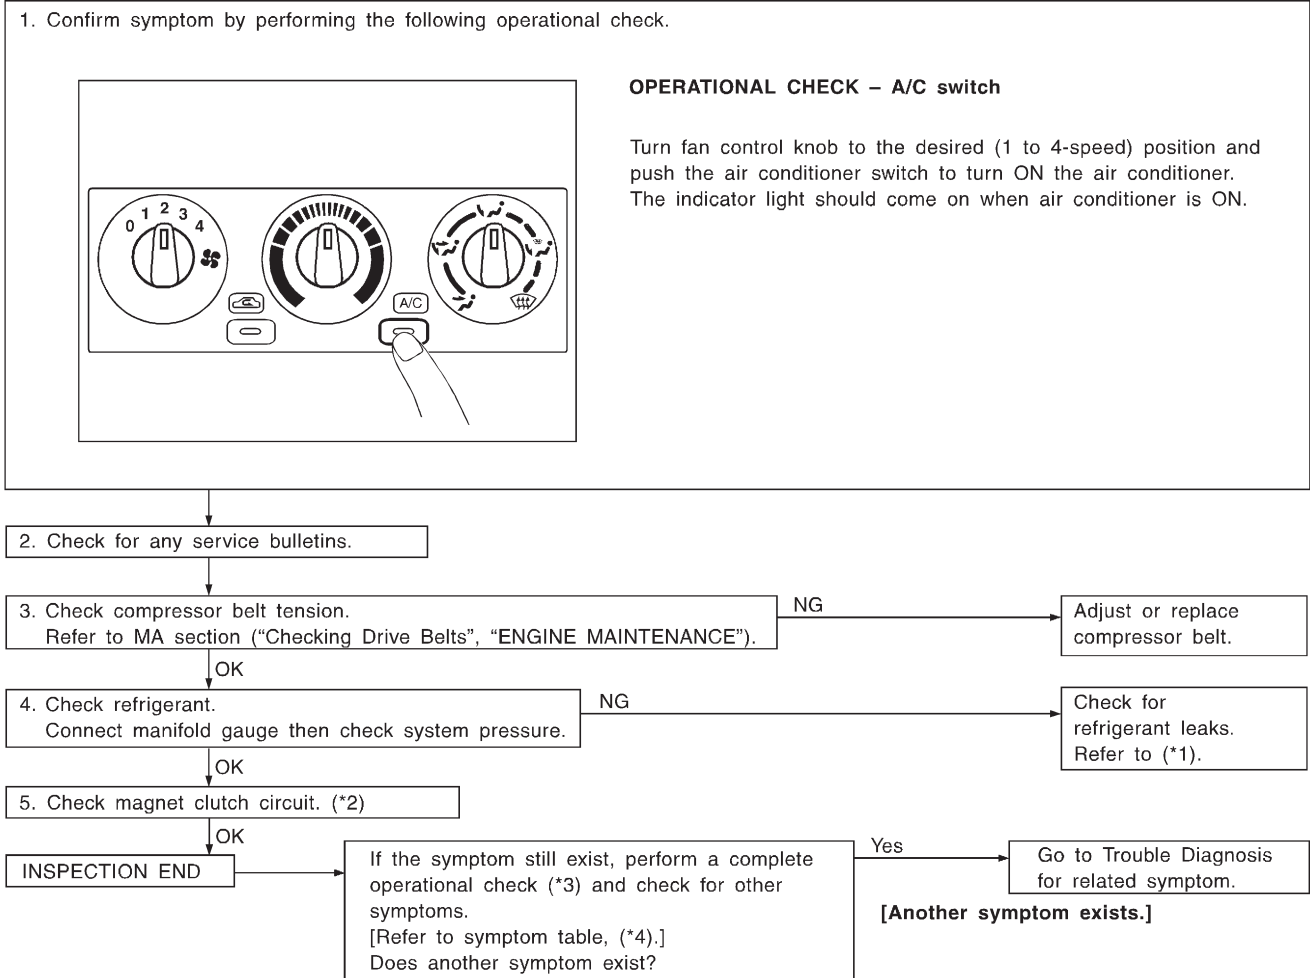 1. Confirm symptom by performing the following operational check.
OPERATIONAL CHECK – A/C switch
Turn fan control knob to the desired (1 to 4-speed) position and
push the air conditioner switch to turn ON the air conditioner.
The indicator light should come on when air conditioner is ON.
0 1 2 3 4
A/C
2. Check for any service bulletins.
3. Check compressor belt tension.
Refer to MA section (“Checking Drive Belts”, “ENGINE MAINTENANCE”).
NG
Adjust or replace
compressor belt.
OK
4. Check refrigerant.
Connect manifold gauge then check system pressure.
NG
Check for
refrigerant leaks.
Refer to (*1).
OK
5. Check magnet clutch circuit. (*2)
OK
INSPECTION END
If the symptom still exist, perform a complete
operational check (*3) and check for other
symptoms.
[Refer to symptom table, (*4).]
Does another symptom exist?
Yes
Go to Trouble Diagnosis
for related symptom.
[Another symptom exists.]